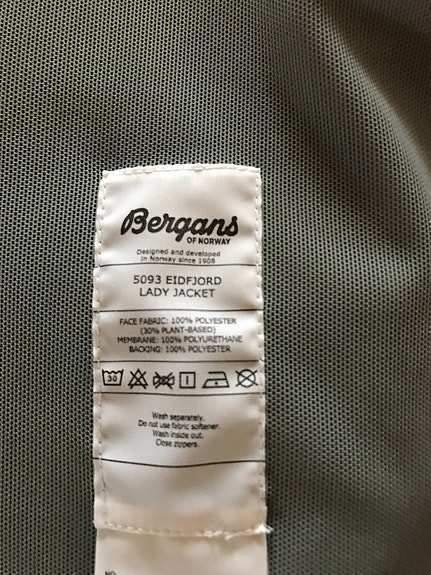 Bergans
OF NORWAY
Designed and developed
in Norway since 1908
5093 EIDFJORD
LADY JACKET
FACE FABRIC: 100% POLYESTER
(30% PLANT-BASED)
MEMBRANE: 100% POLYURETHANE
BACKING: 100% POLYESTER
30
Wash separately.
Do not use fabric softener.
Wash inside out.
Close zippers.